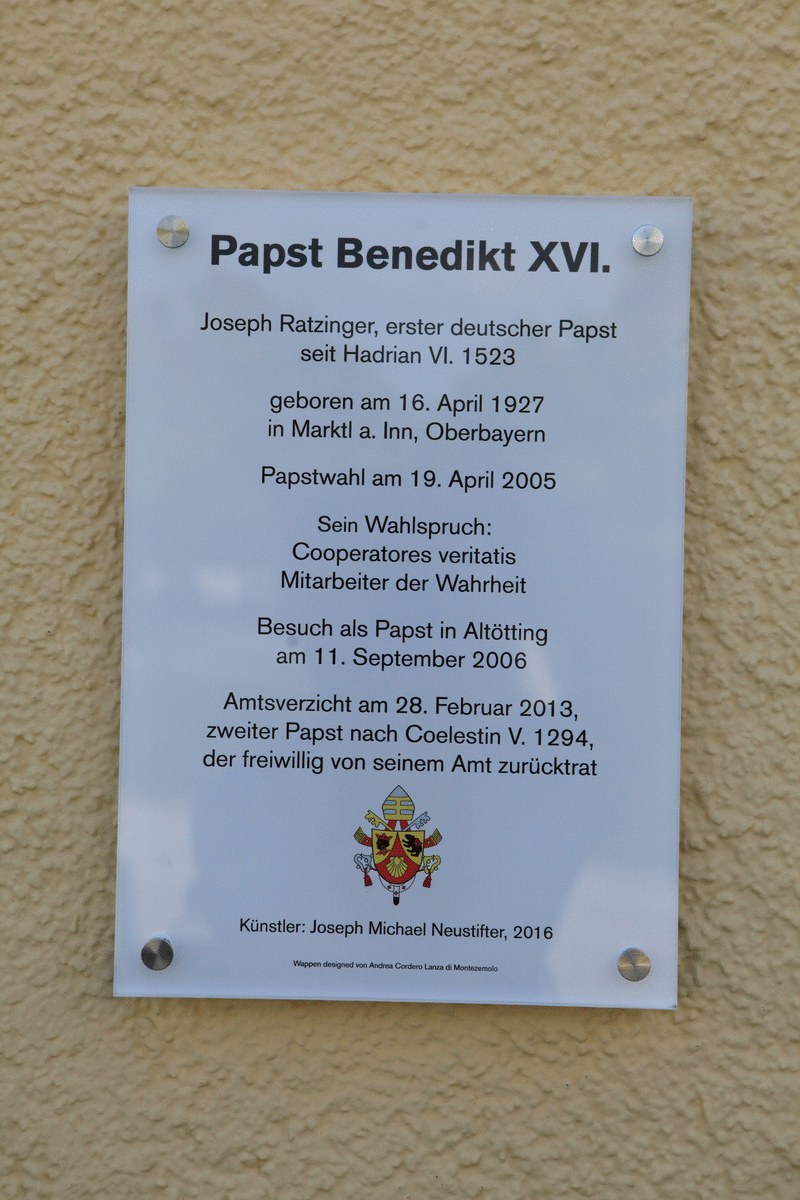 Papst Benedikt XVI.
Joseph Ratzinger, erster deutscher Papst
seit Hadrian VI. 1523
geboren am 16. April 1927
in Marktl a. Inn, Oberbayern
Papstwahl am 19. April 2005
Sein Wahlspruch:
Cooperatores veritatis
Mitarbeiter der Wahrheit
Besuch als Papst in Altötting
am 11. September 2006
Amtsverzicht am 28. Februar 2013,
zweiter Papst nach Coelestin V. 1294,
der freiwillig von seinem Amt zurücktrat
Künstler: Joseph Michael Neustifter, 2016
Wappen designed von Andrea Cordero Lanza di Montezemolo